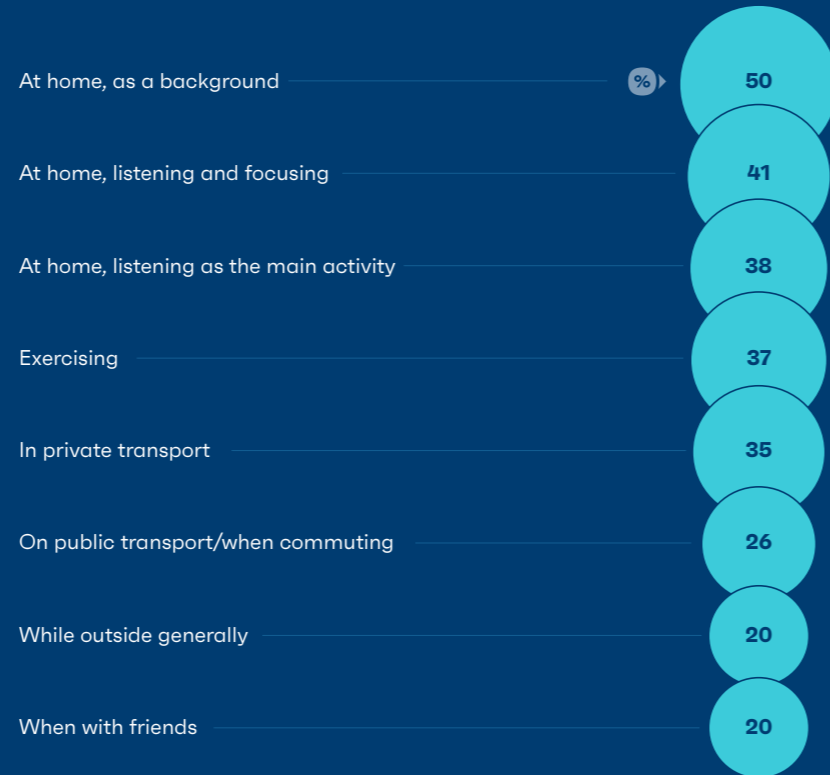 At home, as a background % 50
At home, listening and focusing 41
At home, listening as the main activity 38
Exercising 37
In private transport 35
On public transport/when commuting 26
While outside generally 20
When with friends 20